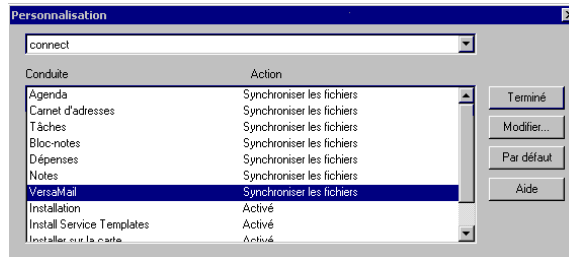 Personnalisation
connect
Conduite Action
Agenda Synchroniser les fichiers
Carnet d'adresses Synchroniser les fichiers
Tâches Synchroniser les fichiers
Bloc-notes Synchroniser les fichiers
Dépenses Synchroniser les fichiers
Notes Synchroniser les fichiers
VersaMail Synchroniser les fichiers
Installation Activé
Install Service Templates Activé
Installer sur la carte Activé
Terminé
Modifier...
Par défaut
Aide